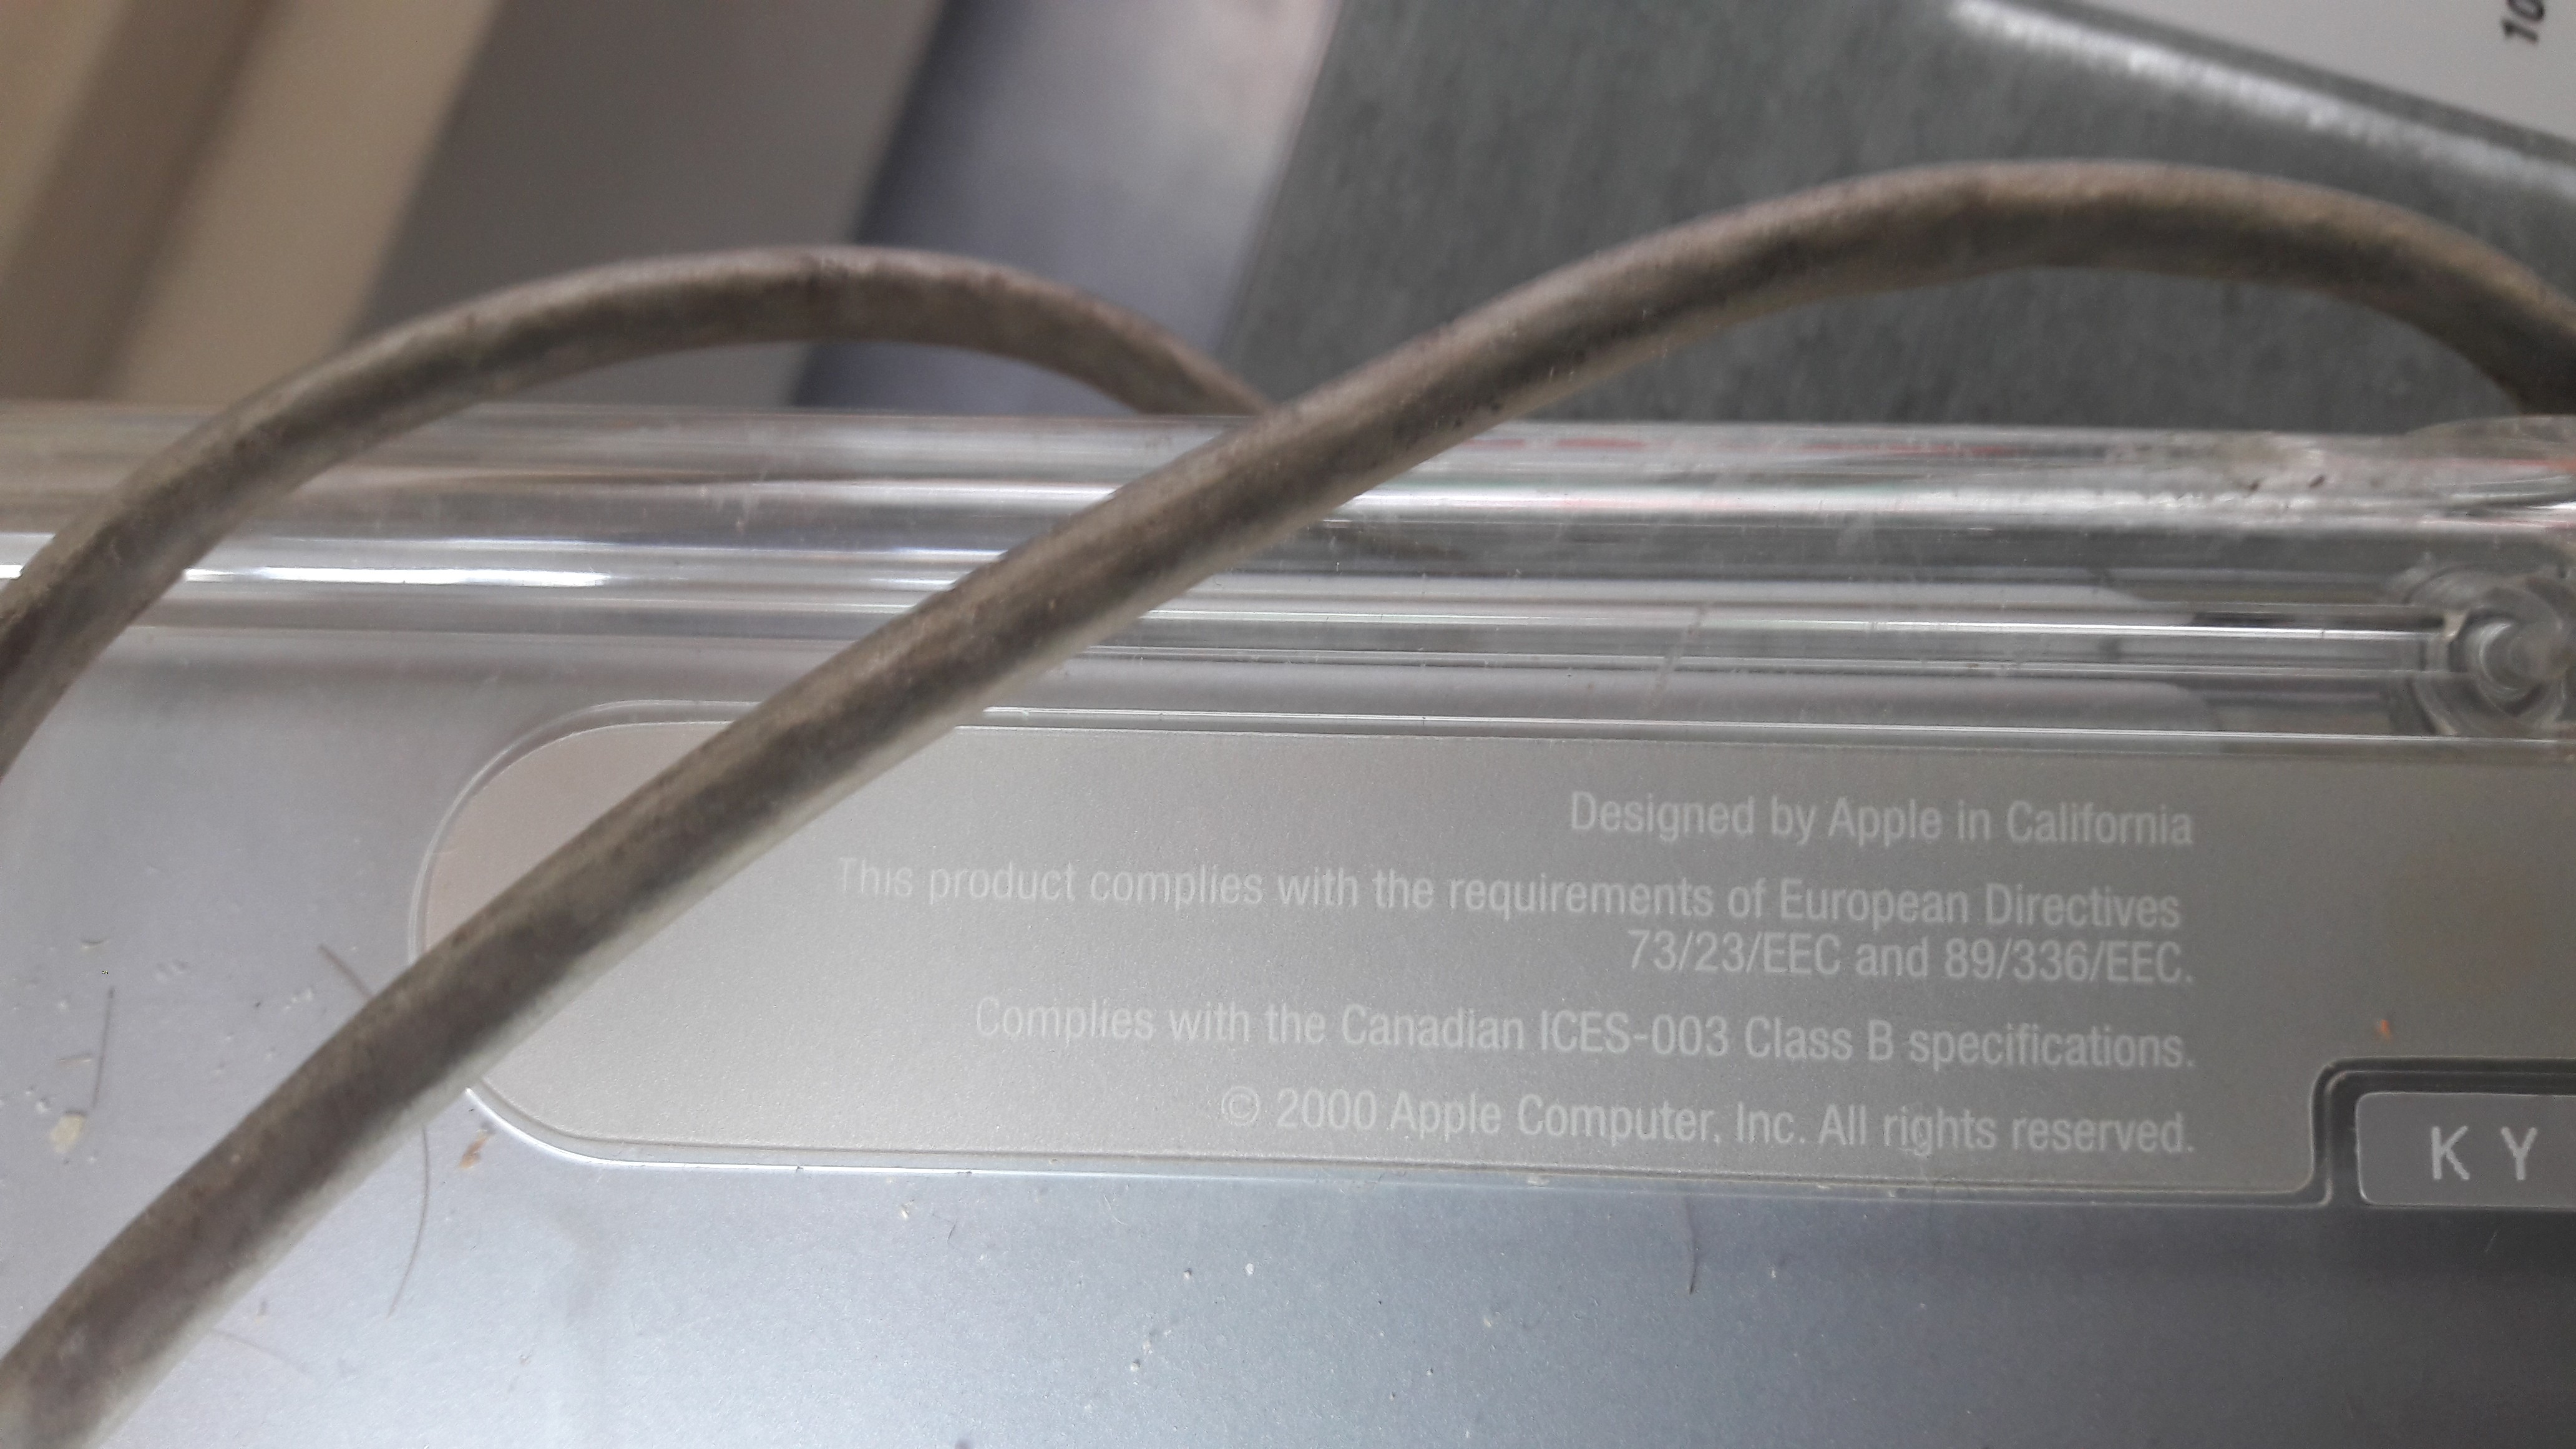 10
Designed by Apple in California
This product complies with the requirements of European Directives
73/23/EEC and 89/336/EEC.
Complies with the Canadian ICES-003 Class B specifications.
© 2000 Apple Computer, Inc. All rights reserved.
KY